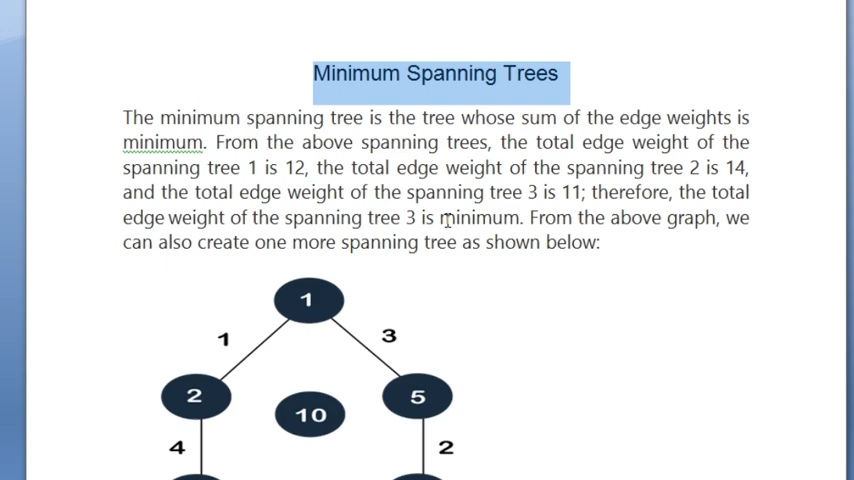 Minimum Spanning Trees
The minimum spanning tree is the tree whose sum of the edge weights is
minimum. From the above spanning trees, the total edge weight of the
spanning tree 1 is 12, the total edge weight of the spanning tree 2 is 14,
and the total edge weight of the spanning tree 3 is 11; therefore, the total
edge weight of the spanning tree 3 is minimum. From the above graph, we
can also create one more spanning tree as shown below:
1
1
3
2
5
10
4
2